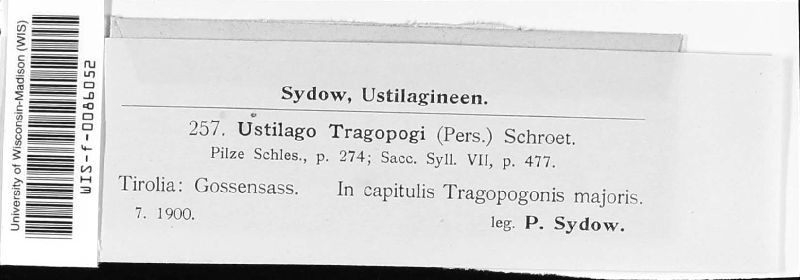 University of Wisconsin-Madison (WIS)
WIS-f-0086052
Sydow, Ustilagineen.
257. Ustilago Tragopogi (Pers.) Schroet.
Pilze Schles., p. 274; Sacc. Syll. VII, p. 477.
Tirolia: Gossensass. In capitulis Tragopogonis majoris.
7. 1900. leg. P. Sydow.